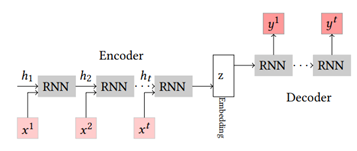 y¹ yᵗ
Encoder
h₁ RNN h₂ RNN hₜ RNN z RNN RNN
Embedding
Decoder
x¹ x² xᵗ